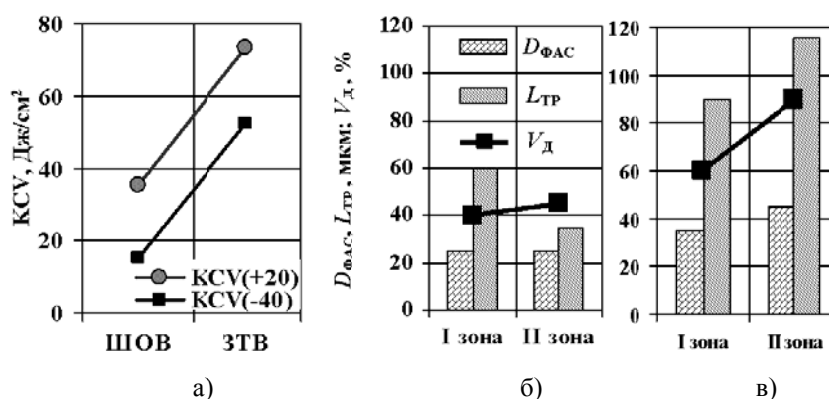 KCV, Дж/см²
80
60
40
20
0
KCV(+20)
KCV(-40)
ШОВ
ЗТВ
а)
DФАС, LТР, мкм; VД, %
120
100
80
60
40
20
0
DФАС
LТР
VД
I зона
II зона
б)
120
100
80
60
40
20
0
I зона
II зона
в)